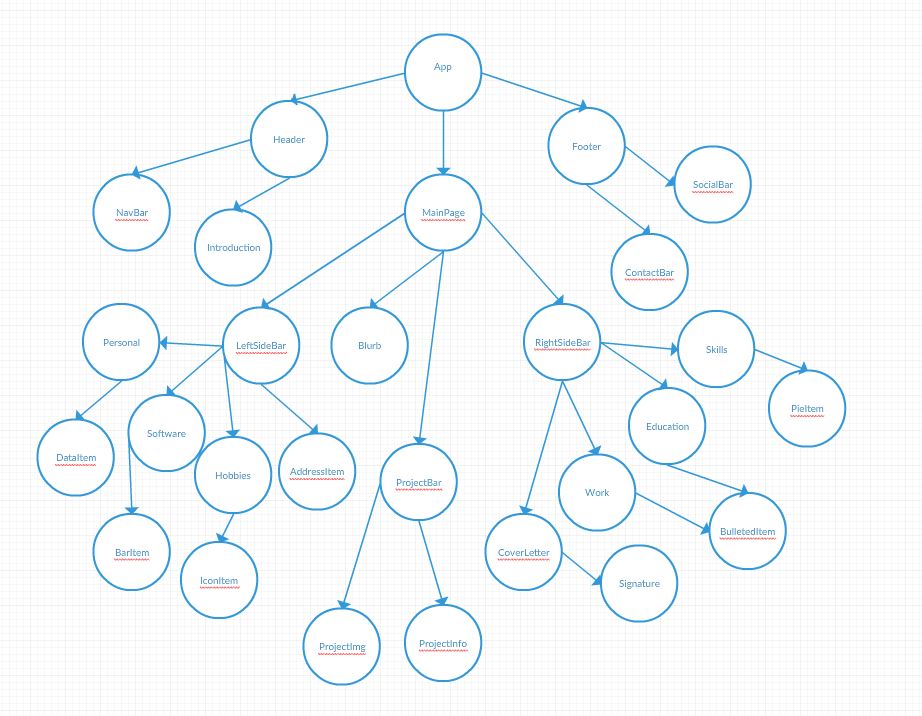 App
Header
Footer
NavBar
Introduction
MainPage
SocialBar
ContactBar
Personal
LeftSideBar
Blurb
RightSideBar
Skills
PieItem
DataItem
Software
Hobbies
AddressItem
ProjectBar
Education
Work
BulletedItem
BarItem
IconItem
CoverLetter
Signature
ProjectImg
ProjectInfo